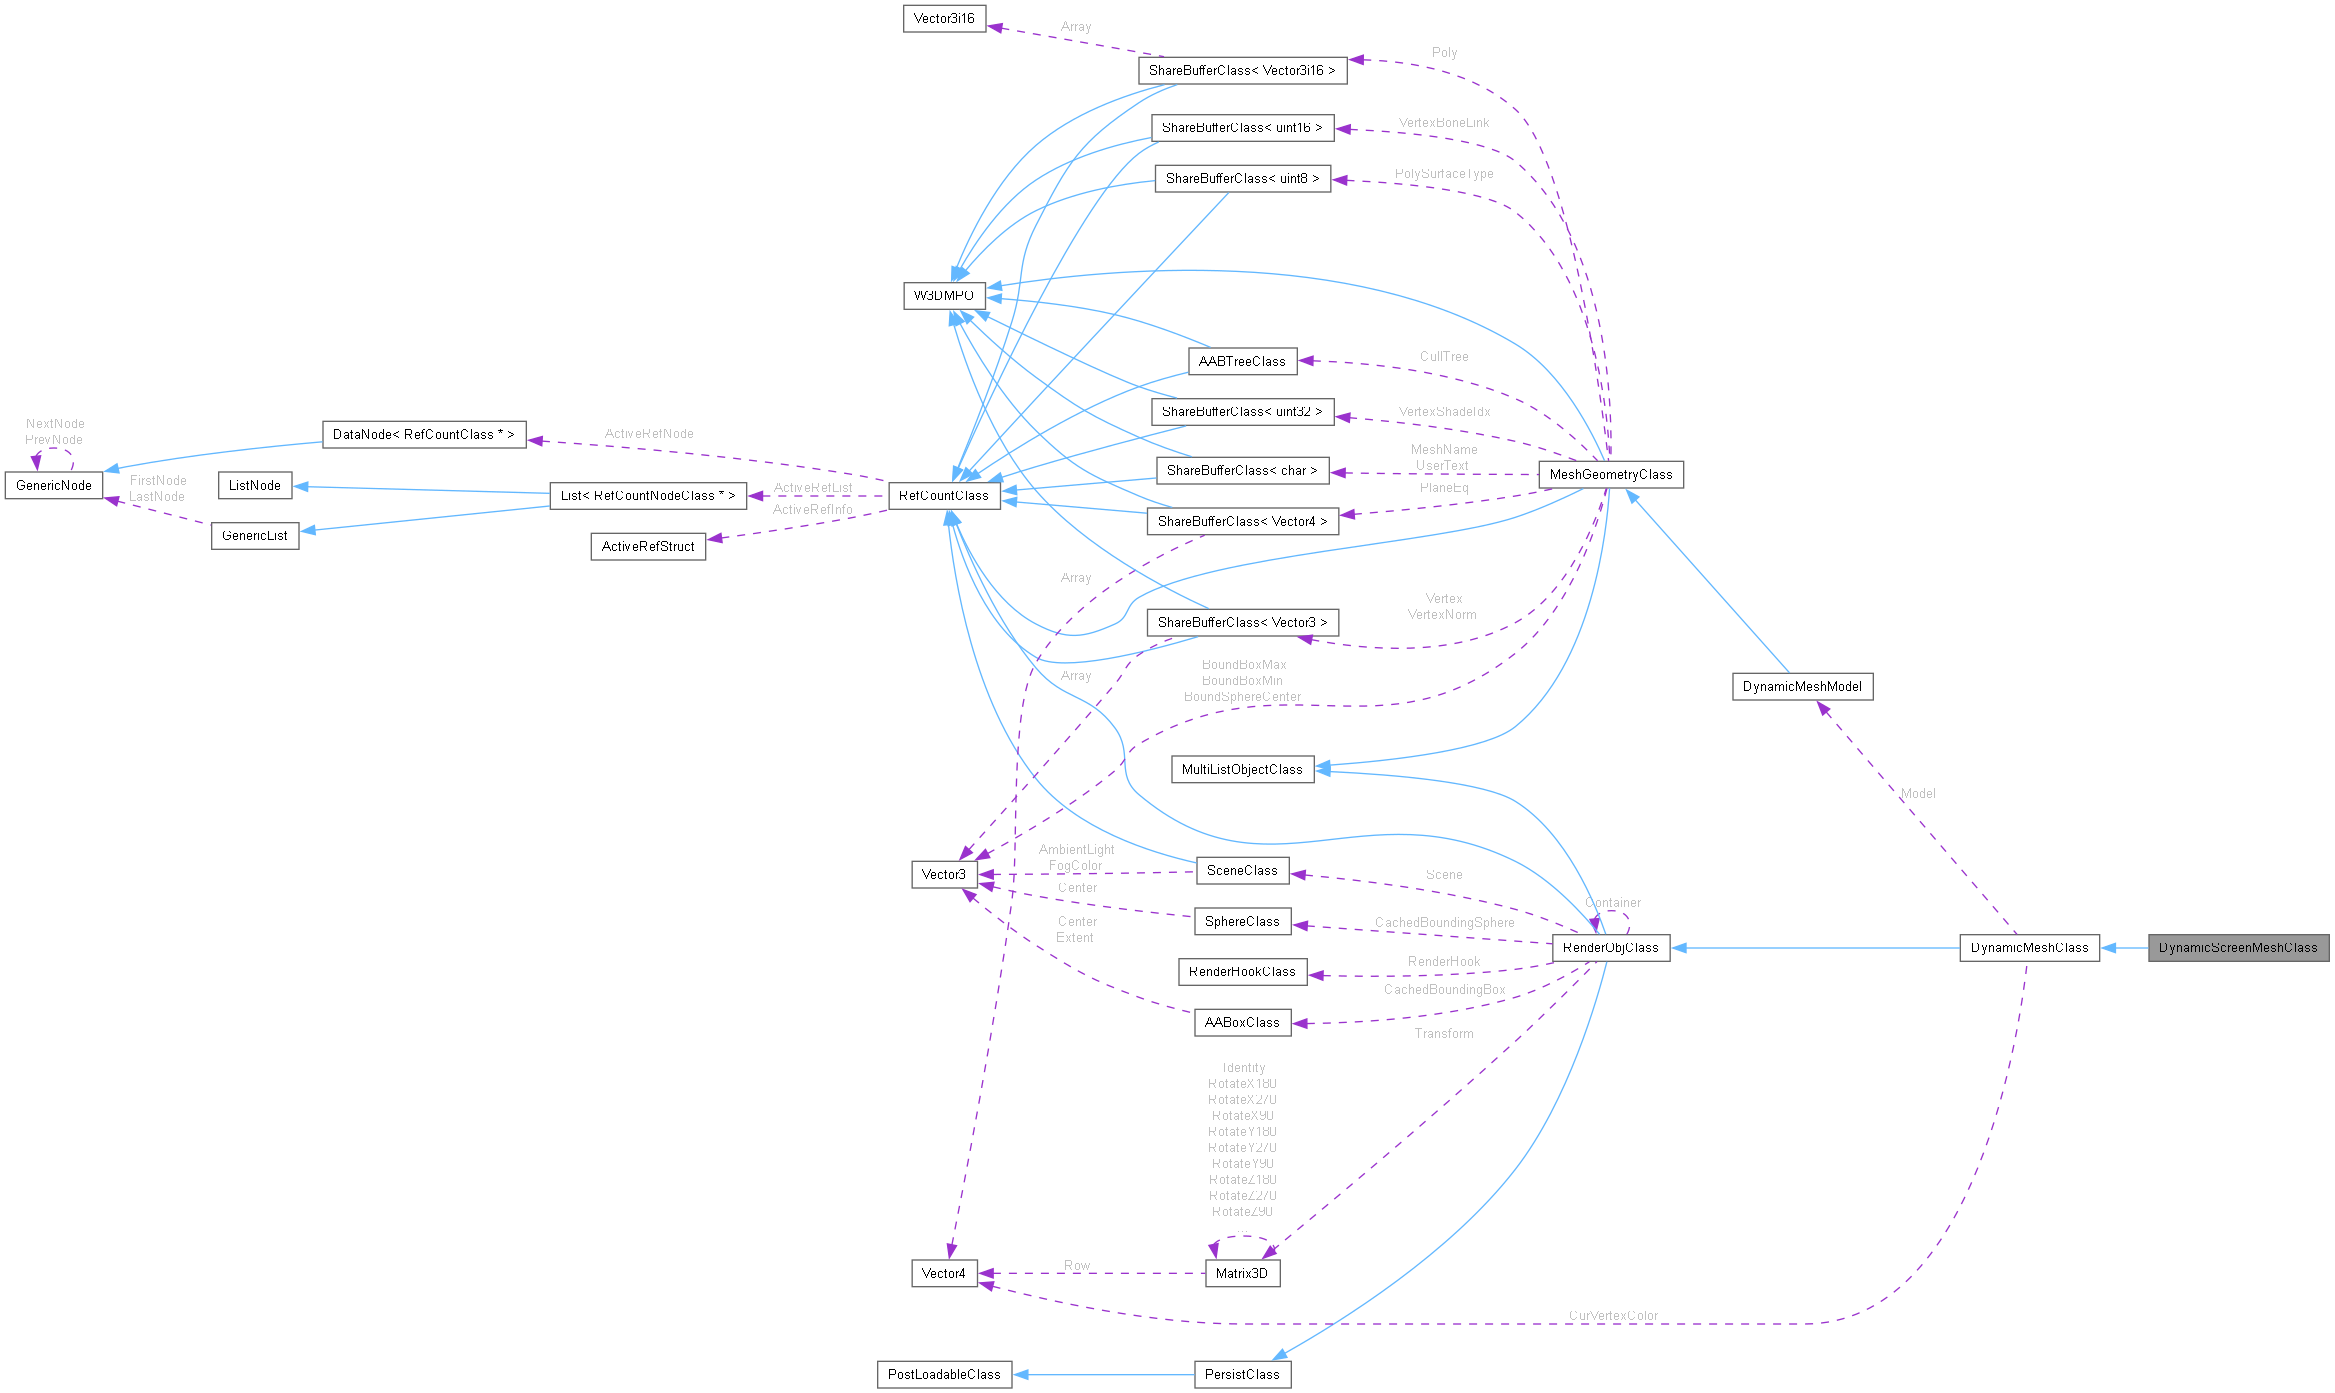 Vector3i16
Array
Poly
ShareBufferClass< Vector3i16 >
ShareBufferClass< uint16 >
VertexBoneLink
ShareBufferClass< uint8 >
PolySurfaceType
W3DMPO
AABTreeClass
CullTree
ShareBufferClass< uint32 >
VertexShadeIdx
NextNode
PrevNode
DataNode< RefCountClass * >
ActiveRefNode
GenericNode
FirstNode
LastNode
ListNode
List< RefCountNodeClass * >
ActiveRefList
ActiveRefInfo
RefCountClass
ShareBufferClass< char >
MeshName
UserText
PlaneEq
MeshGeometryClass
GenericList
ActiveRefStruct
ShareBufferClass< Vector4 >
Array
ShareBufferClass< Vector3 >
Vertex
VertexNorm
Array
BoundBoxMax
BoundBoxMin
BoundSphereCenter
DynamicMeshModel
MultiListObjectClass
Model
Vector3
AmbientLight
FogColor
SceneClass
Scene
Center
SphereClass
CachedBoundingSphere
Container
Center
Extent
RenderObjClass
DynamicMeshClass
DynamicScreenMeshClass
RenderHookClass
RenderHook
CachedBoundingBox
AABoxClass
Transform
Identity
RotateX180
RotateX270
RotateX90
RotateY180
RotateY270
RotateY90
RotateZ180
RotateZ270
RotateZ90
...
Vector4
Row
Matrix3D
CurVertexColor
PostLoadableClass
PersistClass